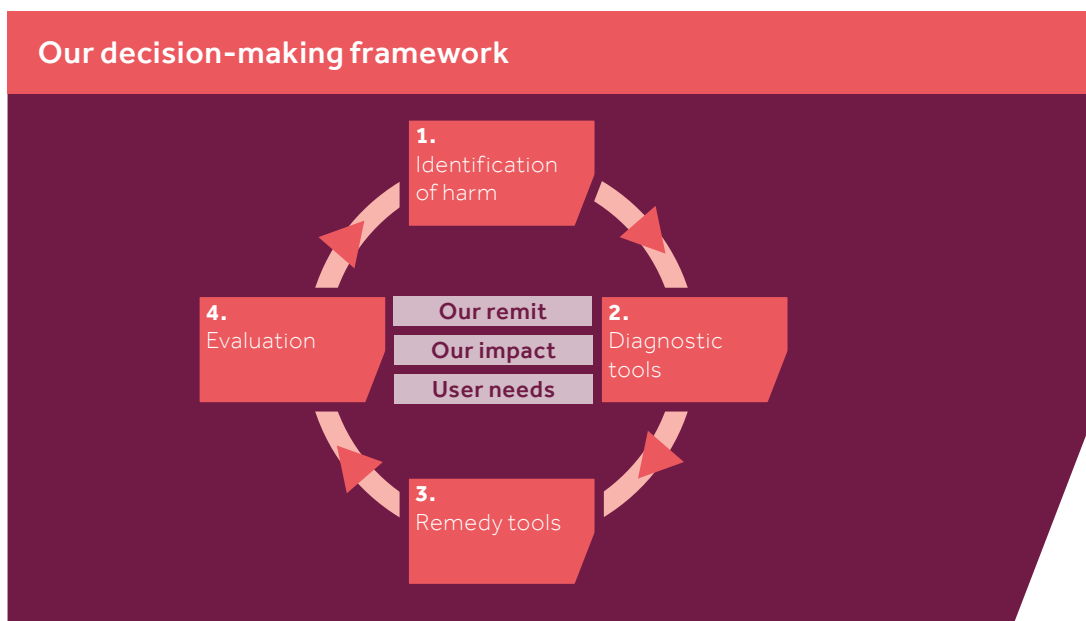 Our decision-making framework
1.
Identification
of harm
Our remit
Our impact
User needs
2.
Diagnostic
tools
3.
Remedy tools
4.
Evaluation